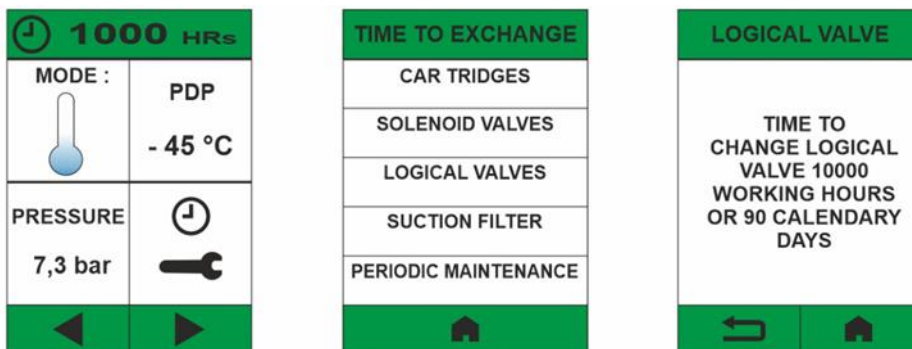 1000 HRs
MODE :
PDP
- 45 °C
PRESSURE
7,3 bar
TIME TO EXCHANGE
CAR TRIDGES
SOLENOID VALVES
LOGICAL VALVES
SUCTION FILTER
PERIODIC MAINTENANCE
LOGICAL VALVE
TIME TO
CHANGE LOGICAL
VALVE 10000
WORKING HOURS
OR 90 CALENDARY
DAYS